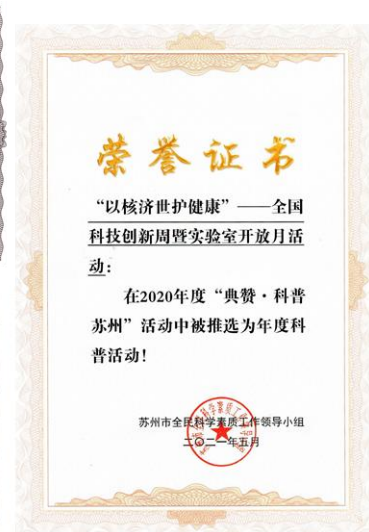 荣誉证书
“以核济世护健康”——全国
科技创新周暨实验室开放月活
动：
在2020年度“典赞·科普
苏州”活动中被推选为年度科
普活动！
苏州市全民科学素质工作领导小组
二〇二一年五月